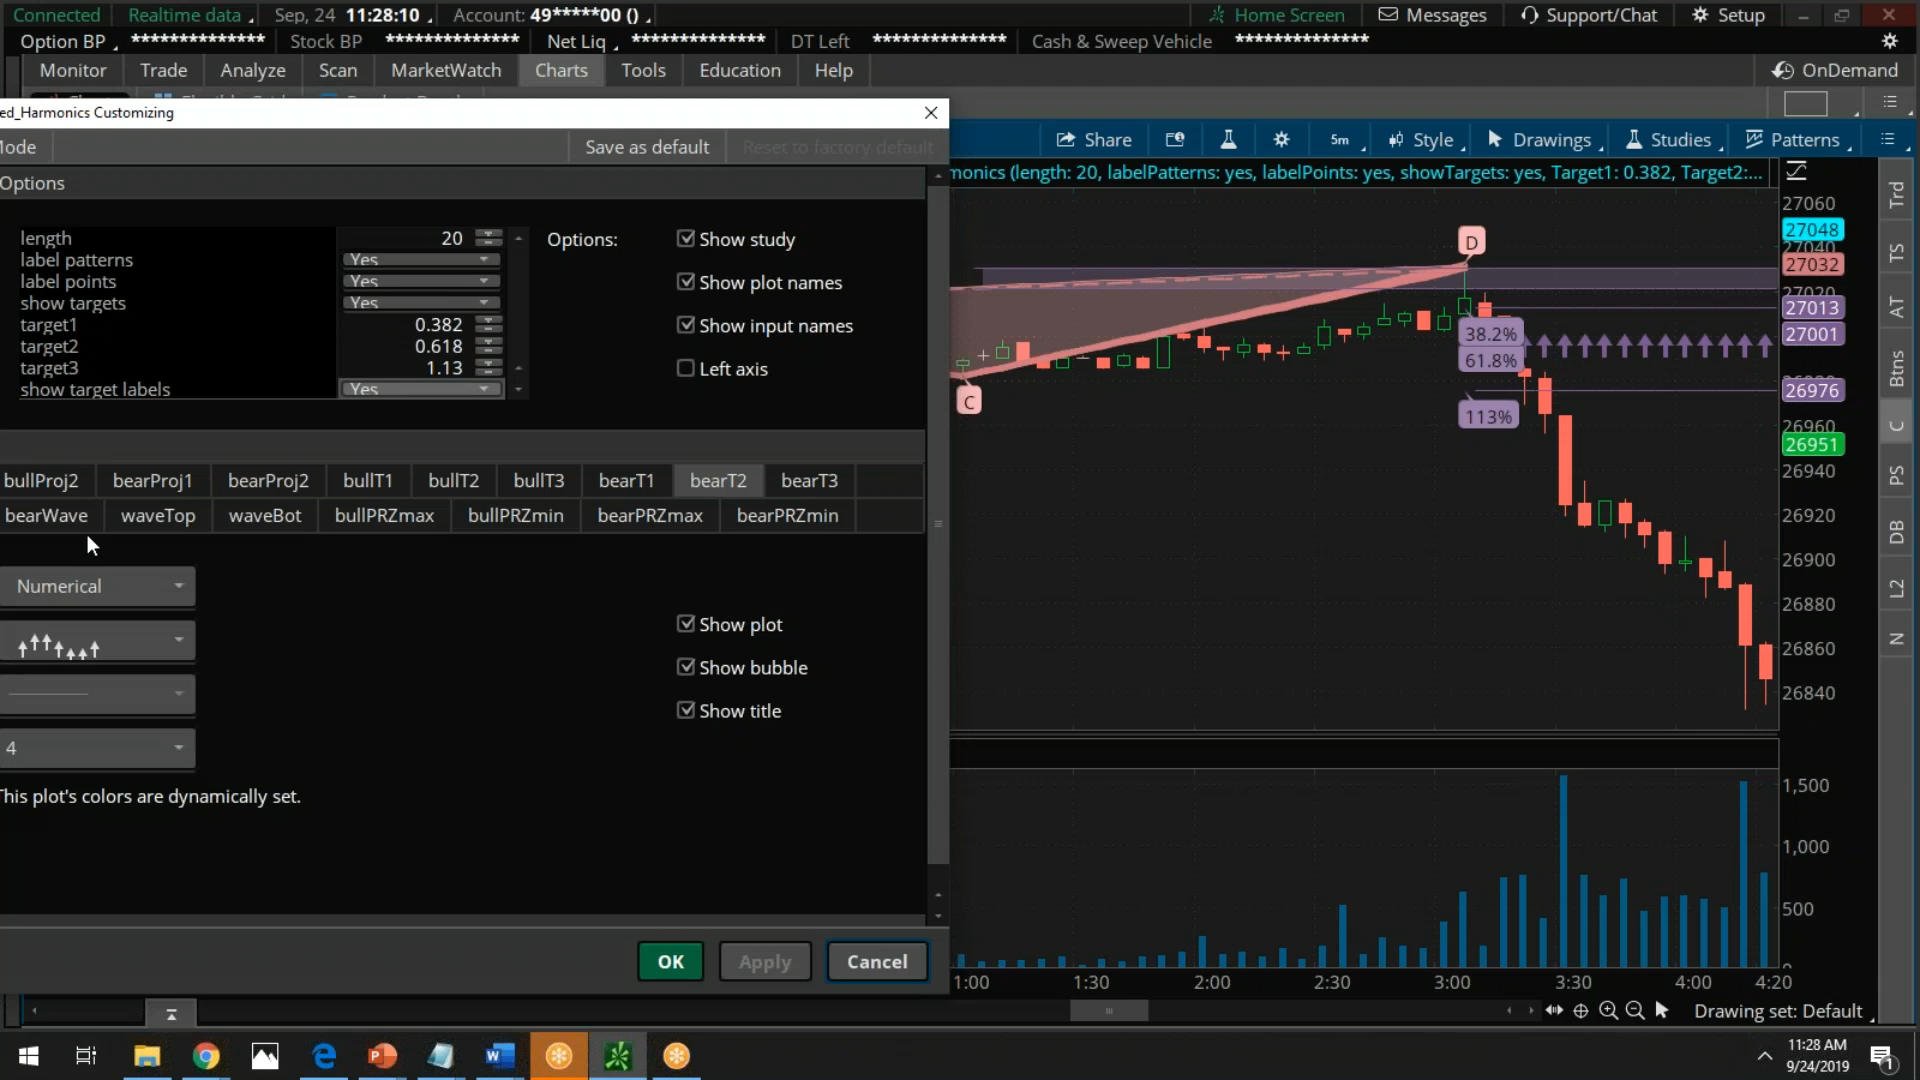 Connected Realtime data Sep, 24 11:28:10 Account: 49*****00 () Home Screen Messages Support/Chat Setup
Option BP ************** Stock BP ************** Net Liq ************** DT Left ************** Cash & Sweep Vehicle **************
Monitor Trade Analyze Scan MarketWatch Charts Tools Education Help OnDemand
ed_Harmonics Customizing
Mode Save as default Reset to factory default
Share 5m Style Drawings Studies Patterns
Options
monics (length: 20, labelPatterns: yes, labelPoints: yes, showTargets: yes, Target1: 0.382, Target2:...
length 20
label patterns Yes
label points Yes
show targets Yes
target1 0.382
target2 0.618
target3 1.13
show target labels Yes
Options:
Show study
Show plot names
Show input names
Left axis
bullProj2 bearProj1 bearProj2 bullT1 bullT2 bullT3 bearT1 bearT2 bearT3
bearWave waveTop waveBot bullPRZmax bullPRZmin bearPRZmax bearPRZmin
Numerical
4
Show plot
Show bubble
Show title
This plot's colors are dynamically set.
OK Apply Cancel
D
C
38.2%
61.8%
113%
27060
27048
27040
27032
27020
27013
27001
26976
26960
26951
26940
26920
26900
26880
26860
26840
1,500
1,000
500
0
1:00 1:30 2:00 2:30 3:00 3:30 4:00 4:20
Trd
TS
AT
Btns
C
PS
DB
L2
N
Drawing set: Default
11:28 AM
9/24/2019
1